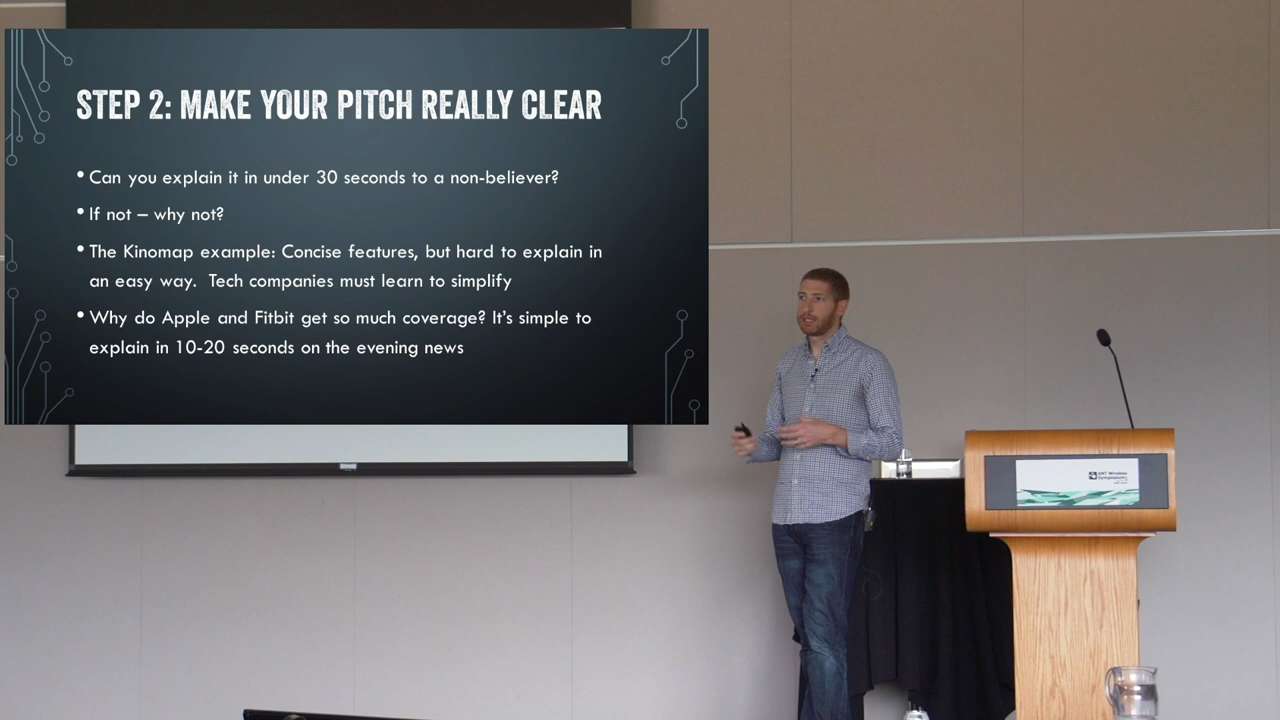 STEP 2: MAKE YOUR PITCH REALLY CLEAR
• Can you explain it in under 30 seconds to a non-believer?
• If not – why not?
• The Kinomap example: Concise features, but hard to explain in
an easy way. Tech companies must learn to simplify
• Why do Apple and Fitbit get so much coverage? It's simple to
explain in 10-20 seconds on the evening news
ANT Wireless
Symposium